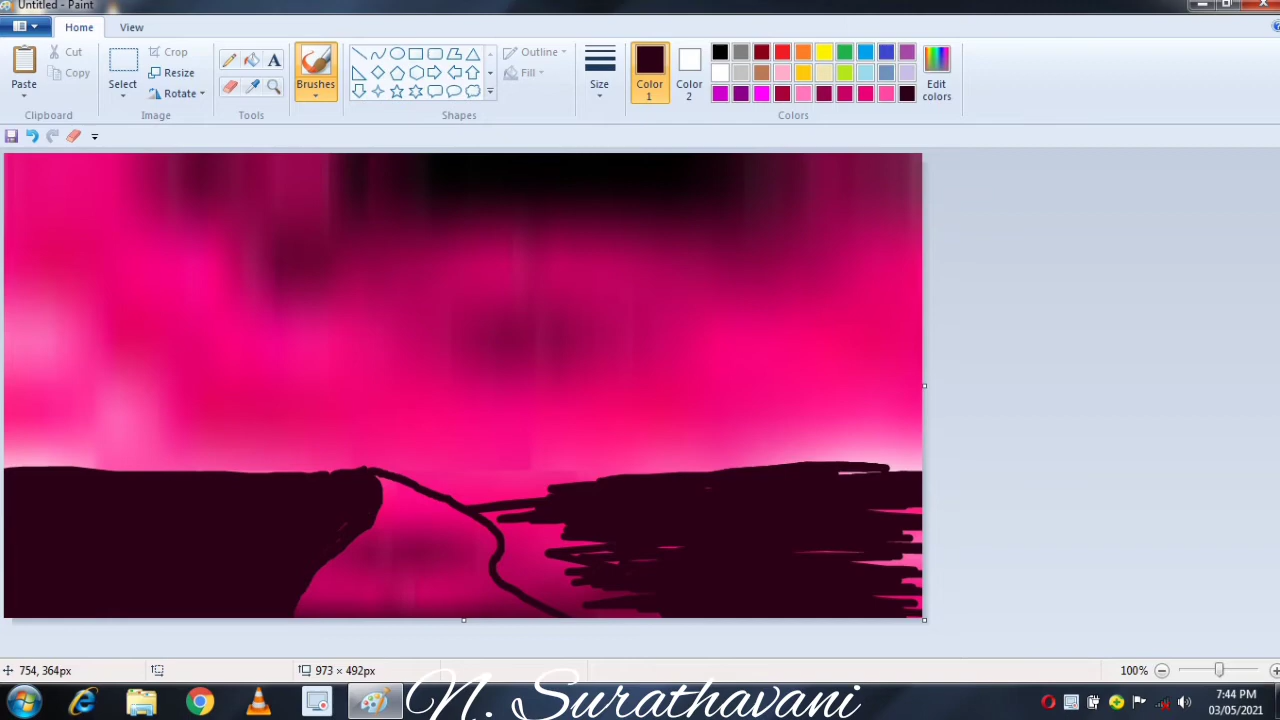 Untitled - Paint
Home View
Paste
Cut
Copy
Clipboard
Select
Crop
Resize
Rotate
Image
Tools
Brushes
Outline
Fill
Shapes
Size
Color 1
Color 2
Edit colors
Colors
754, 364px
973 × 492px
100%
N. Surathavani
7:44 PM
03/05/2021